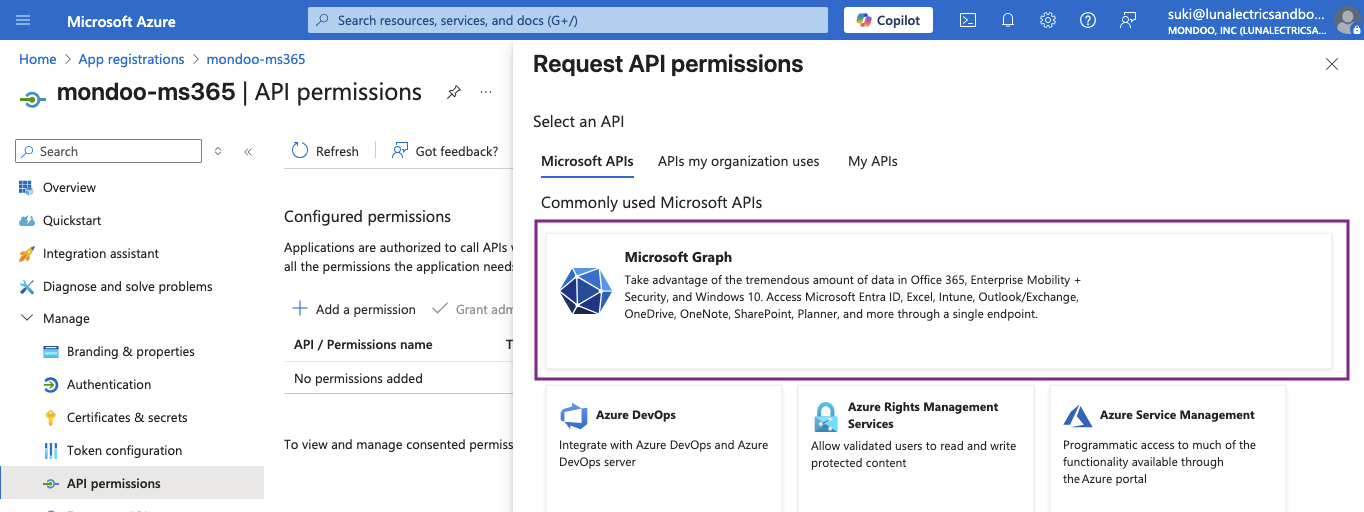 Microsoft Azure
Search resources, services, and docs (G+/)
Copilot
suki@lunalectricsandbo...
MONDOO, INC (LUNALECTRICSA...
Home > App registrations > mondoo-ms365
mondoo-ms365 | API permissions
Search
Refresh
Got feedback?
Overview
Quickstart
Integration assistant
Diagnose and solve problems
Manage
Branding & properties
Authentication
Certificates & secrets
Token configuration
API permissions
Configured permissions
Applications are authorized to call APIs
all the permissions the application need
Add a permission
Grant adm
API / Permissions name
T
No permissions added
To view and manage consented permiss
Request API permissions
Select an API
Microsoft APIs
APIs my organization uses
My APIs
Commonly used Microsoft APIs
Microsoft Graph
Take advantage of the tremendous amount of data in Office 365, Enterprise Mobility +
Security, and Windows 10. Access Microsoft Entra ID, Excel, Intune, Outlook/Exchange,
OneDrive, OneNote, SharePoint, Planner, and more through a single endpoint.
Azure DevOps
Integrate with Azure DevOps and Azure
DevOps server
Azure Rights Management
Services
Allow validated users to read and write
protected content
Azure Service Management
Programmatic access to much of the
functionality available through
the Azure portal